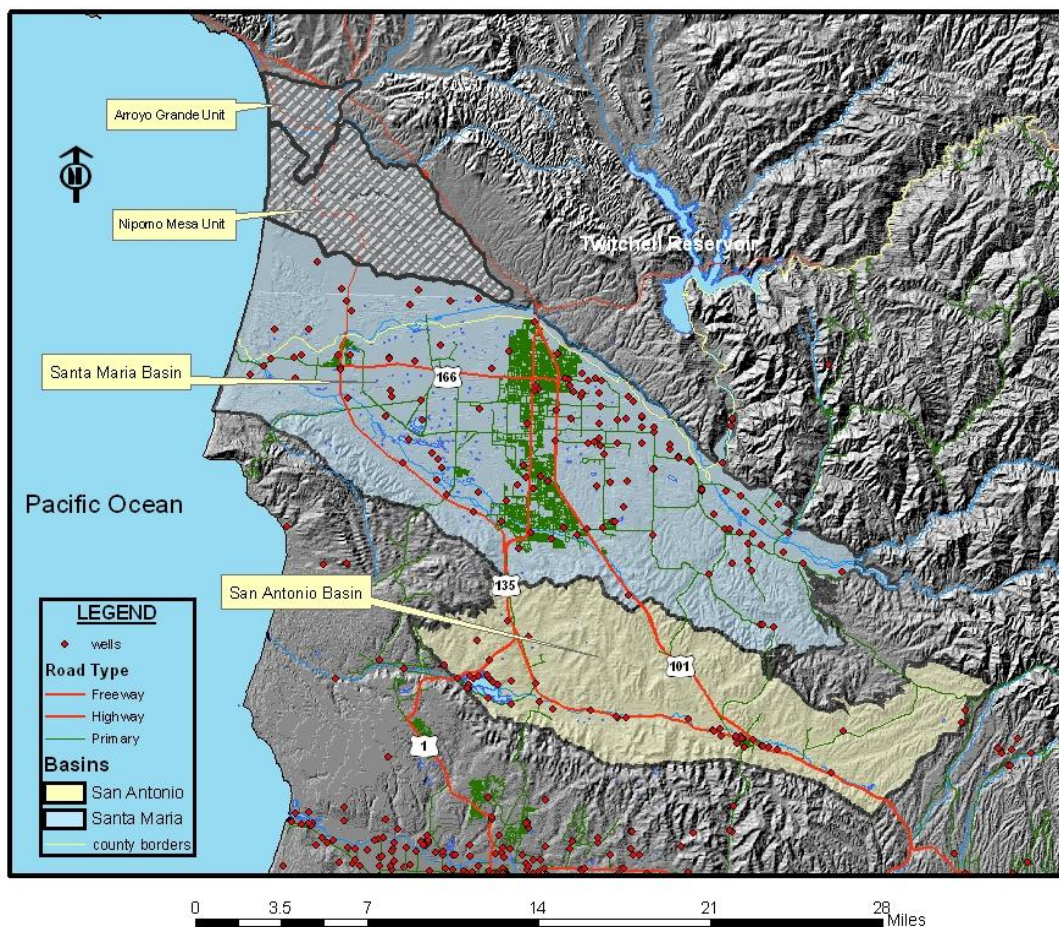 Arroyo Grande Unit
N
Nipomo Mesa Unit
Twitchell Reservoir
Santa Maria Basin
166
Pacific Ocean
135
San Antonio Basin
101
1
LEGEND
wells
Road Type
Freeway
Highway
Primary
Basins
San Antonio
Santa Maria
county borders
0 3.5 7 14 21 28
Miles